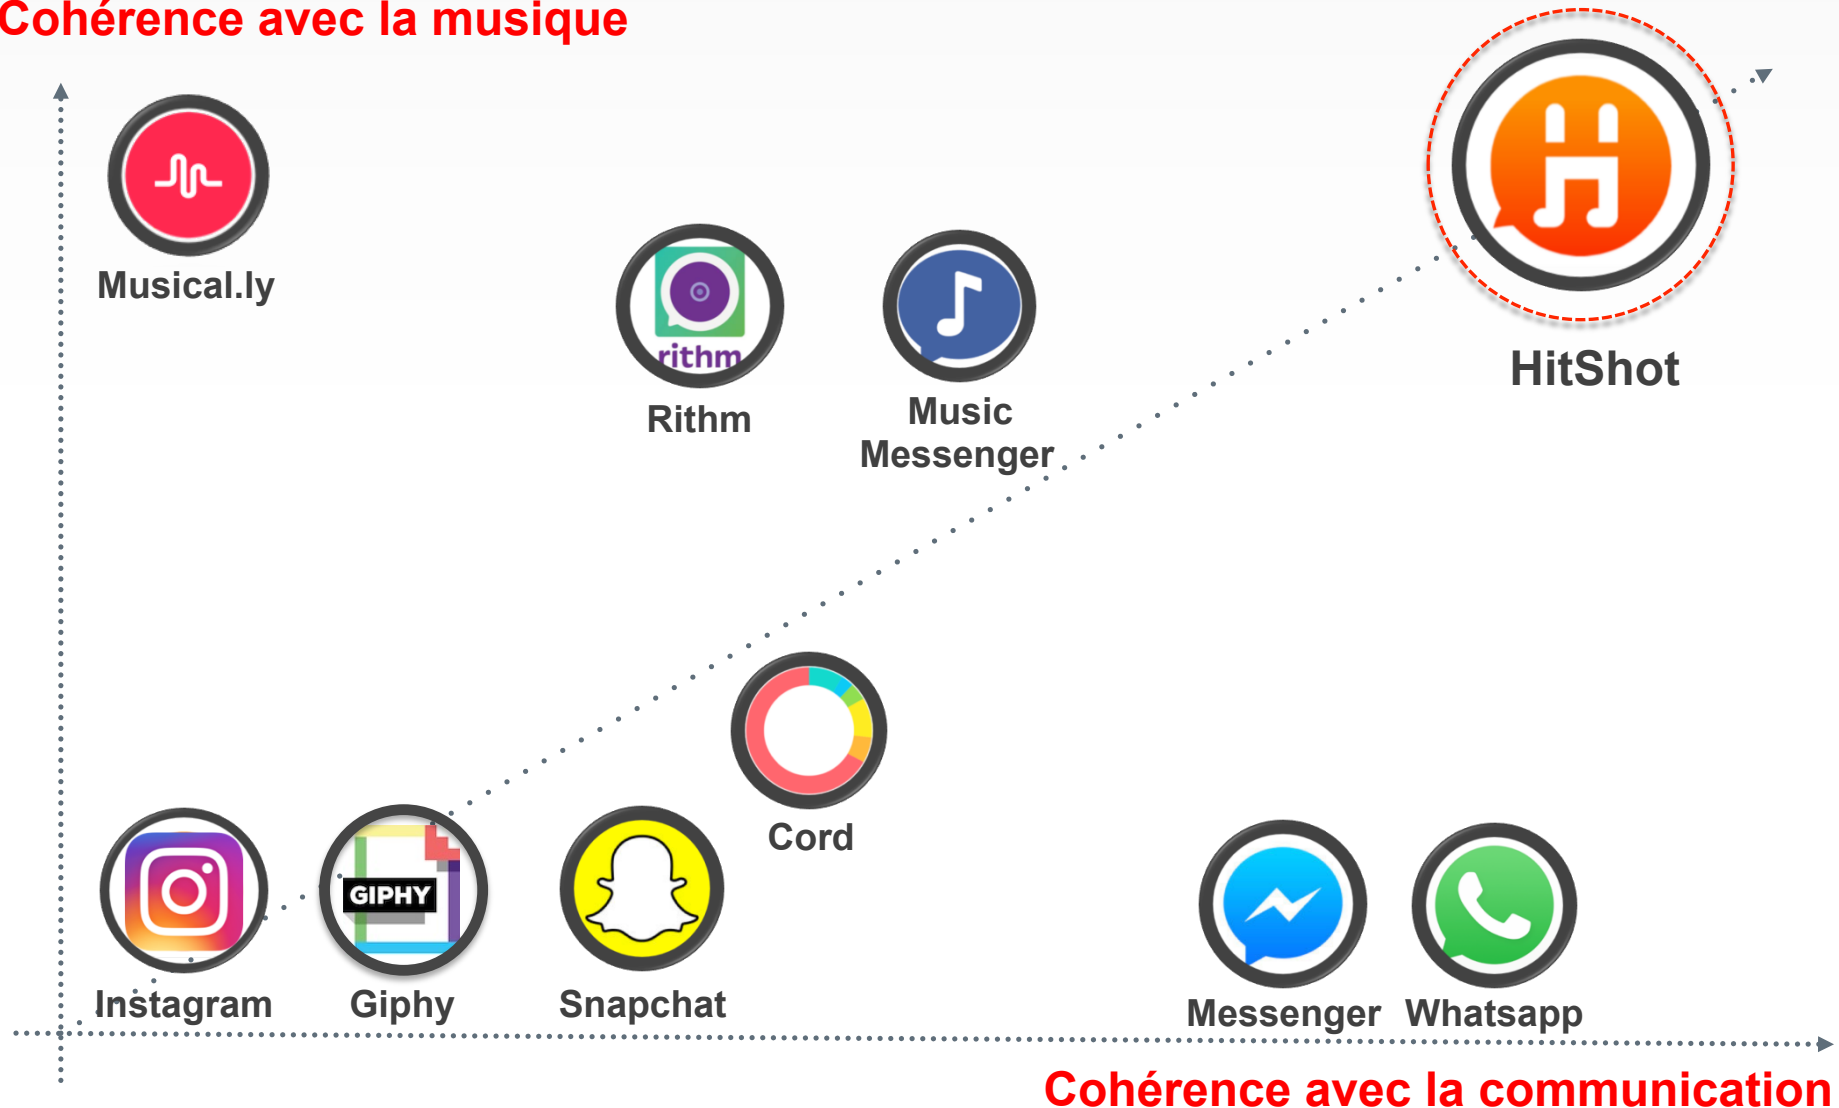 Cohérence avec la musique
Musical.ly
rithm
Rithm
Music
Messenger
HitShot
Cord
GIPHY
Instagram
Giphy
Snapchat
Messenger
Whatsapp
Cohérence avec la communication